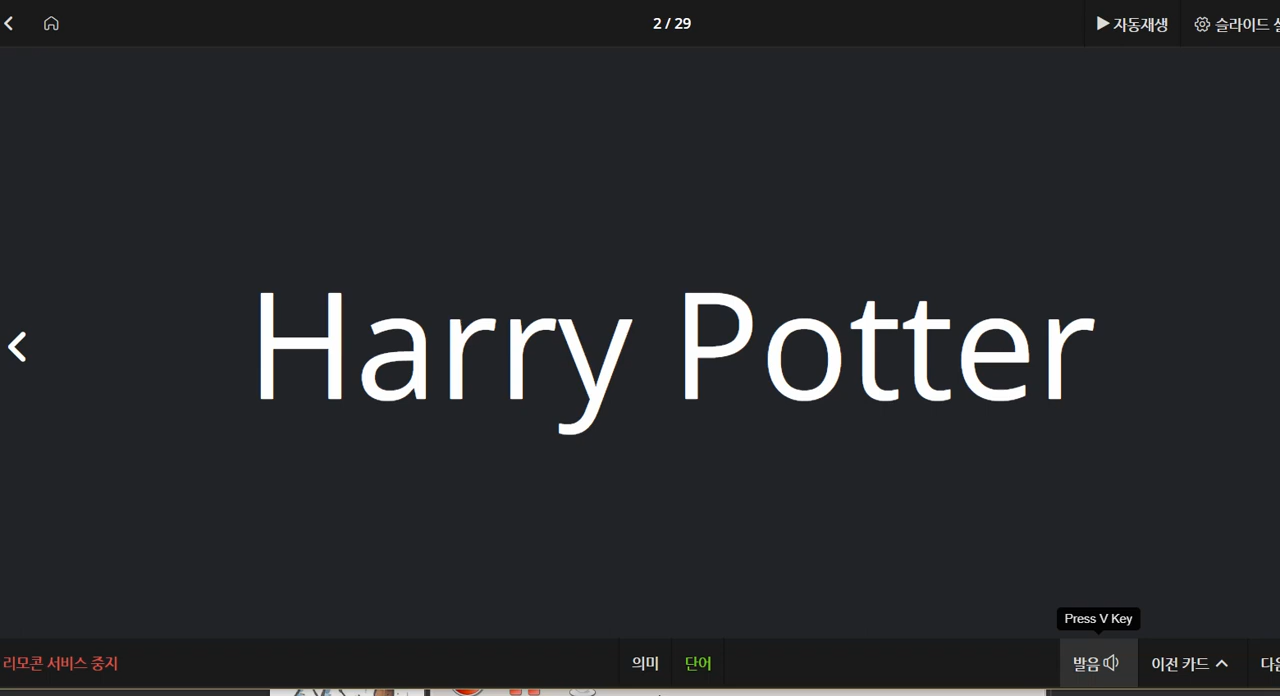 2 / 29
자동재생
슬라이드
Harry Potter
Press V Key
리모콘 서비스 중지
의미
단어
발음
이전 카드